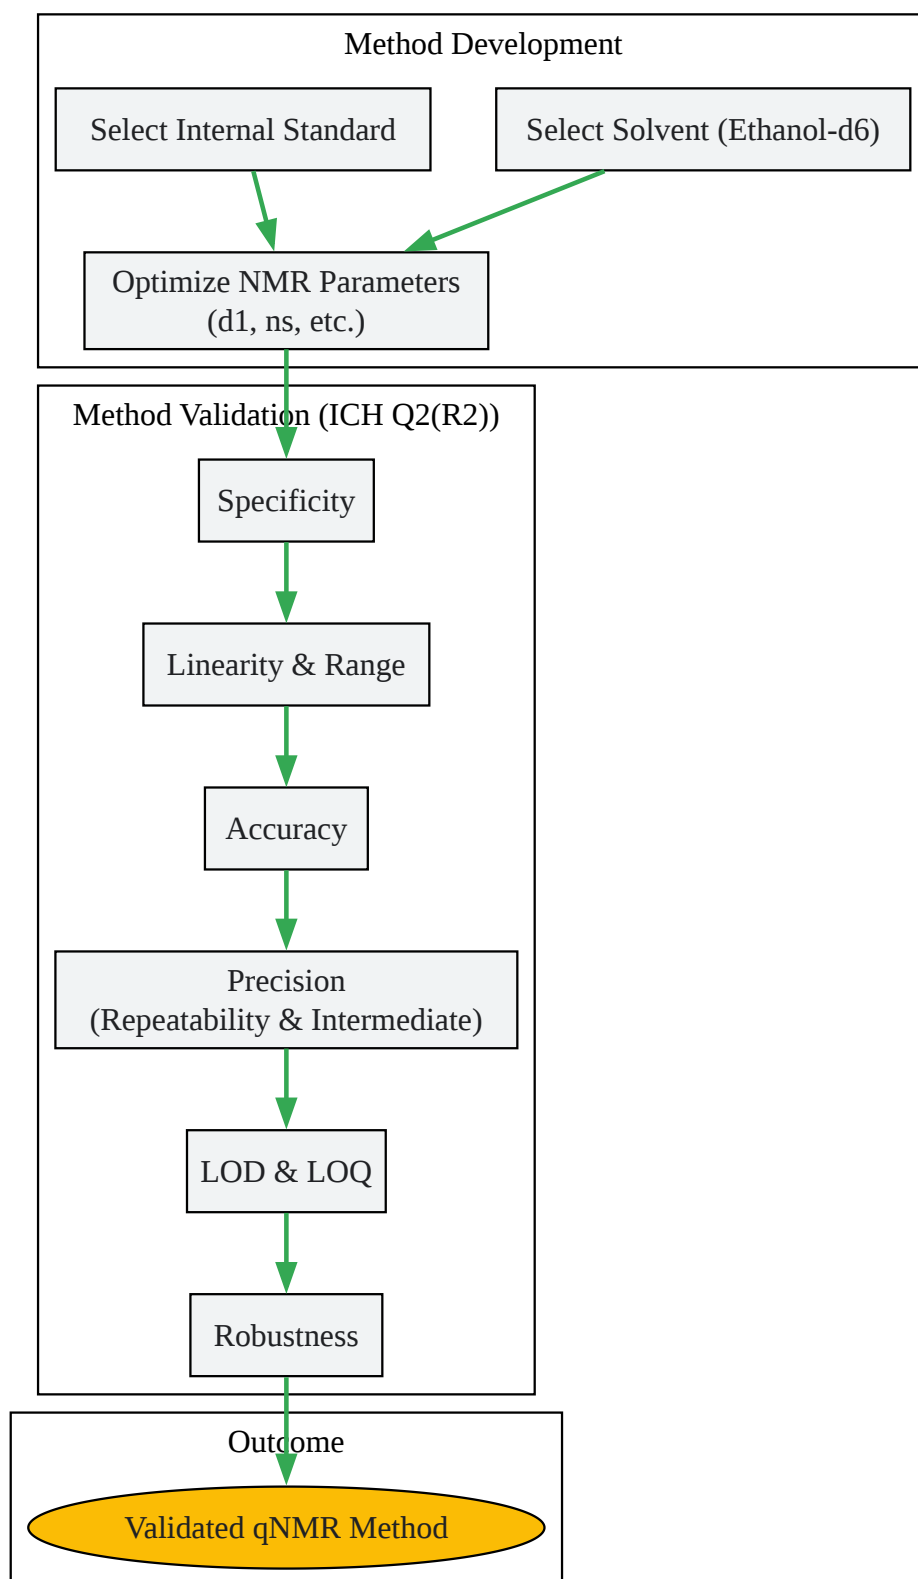 Method Development
Select Internal Standard
Select Solvent (Ethanol-d6)
Optimize NMR Parameters
(d1, ns, etc.)
Method Validation (ICH Q2(R2))
Specificity
Linearity & Range
Accuracy
Precision
(Repeatability & Intermediate)
LOD & LOQ
Robustness
Outcome
Validated qNMR Method